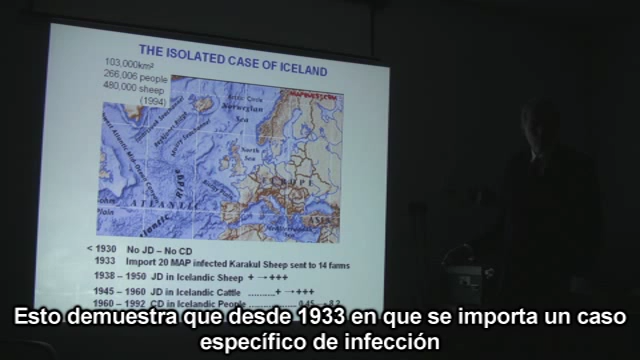 THE ISOLATED CASE OF ICELAND
103,000km²
266,006 people
480,000 sheep
(1994)
Arctic Circle
Norwegian
Sea
North
Sea
EUROPE
ATLANTIC
ASIA
Mediterranean
< 1930 No JD – No CD
1933 Import 20 MAP infected Karakul Sheep sent to 14 farms
1938 – 1950 JD in Icelandic Sheep + →+++
1945 – 1960 JD in Icelandic Cattle ..........+ →+++
1960 – 1992 CD in Icelandic People
Esto demuestra que desde 1933 en que se importa un caso
específico de infección